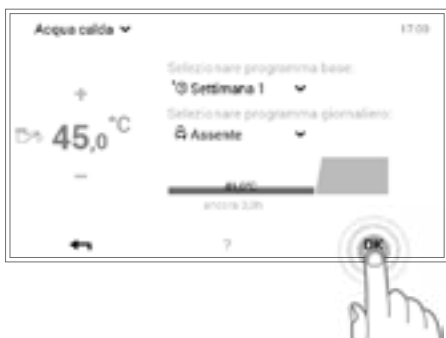 Acqua calda
17:09
Selezionare programma base:
Settimana 1
+
Selezionare programma giornaliero:
45,0 °C
Assente
−
ancora 3,0h
?
OK